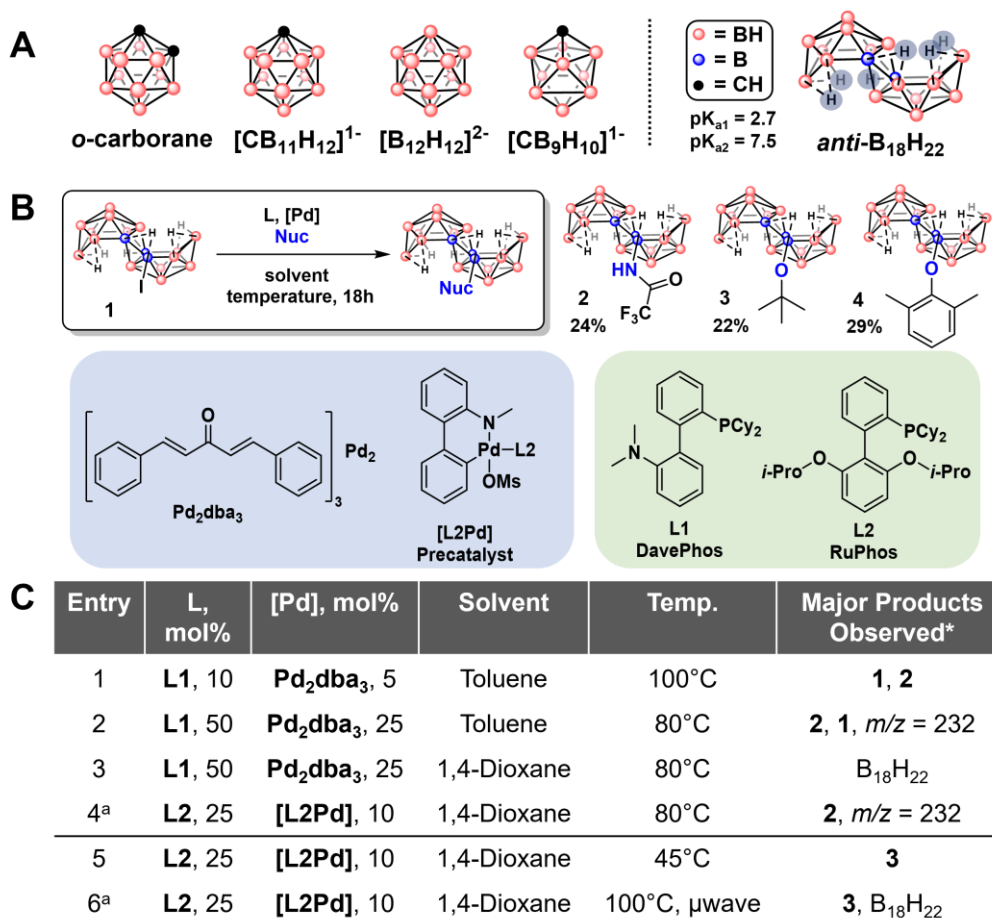 A
o-carborane
[CB₁₁H₁₂]¹⁻
[B₁₂H₁₂]²⁻
[CB₉H₁₀]¹⁻
= BH
= B
= CH
pKₐ₁ = 2.7
pKₐ₂ = 7.5
H
H
H
H
H
H
anti-B₁₈H₂₂
B
H
H
H
H
H
H
I
1
L, [Pd]
Nuc
solvent
temperature, 18h
H
H
H
H
H
H
Nuc
H
H
H
H
H
H
HN
O
F₃C
2
24%
H
H
H
H
H
H
O
3
22%
H
H
H
H
H
H
O
4
29%
O
3
Pd₂
Pd₂dba₃
N
Pd–L2
OMs
[L2Pd]
Precatalyst
PCy₂
N
L1
DavePhos
PCy₂
i-PrO
O-i-Pro
L2
RuPhos
C
Entry L, mol% [Pd], mol% Solvent Temp. Major Products Observed*
1 L1, 10 Pd₂dba₃, 5 Toluene 100°C 1, 2
2 L1, 50 Pd₂dba₃, 25 Toluene 80°C 2, 1, m/z = 232
3 L1, 50 Pd₂dba₃, 25 1,4-Dioxane 80°C B₁₈H₂₂
4ᵃ L2, 25 [L2Pd], 10 1,4-Dioxane 80°C 2, m/z = 232
5 L2, 25 [L2Pd], 10 1,4-Dioxane 45°C 3
6ᵃ L2, 25 [L2Pd], 10 1,4-Dioxane 100°C, μwave 3, B₁₈H₂₂